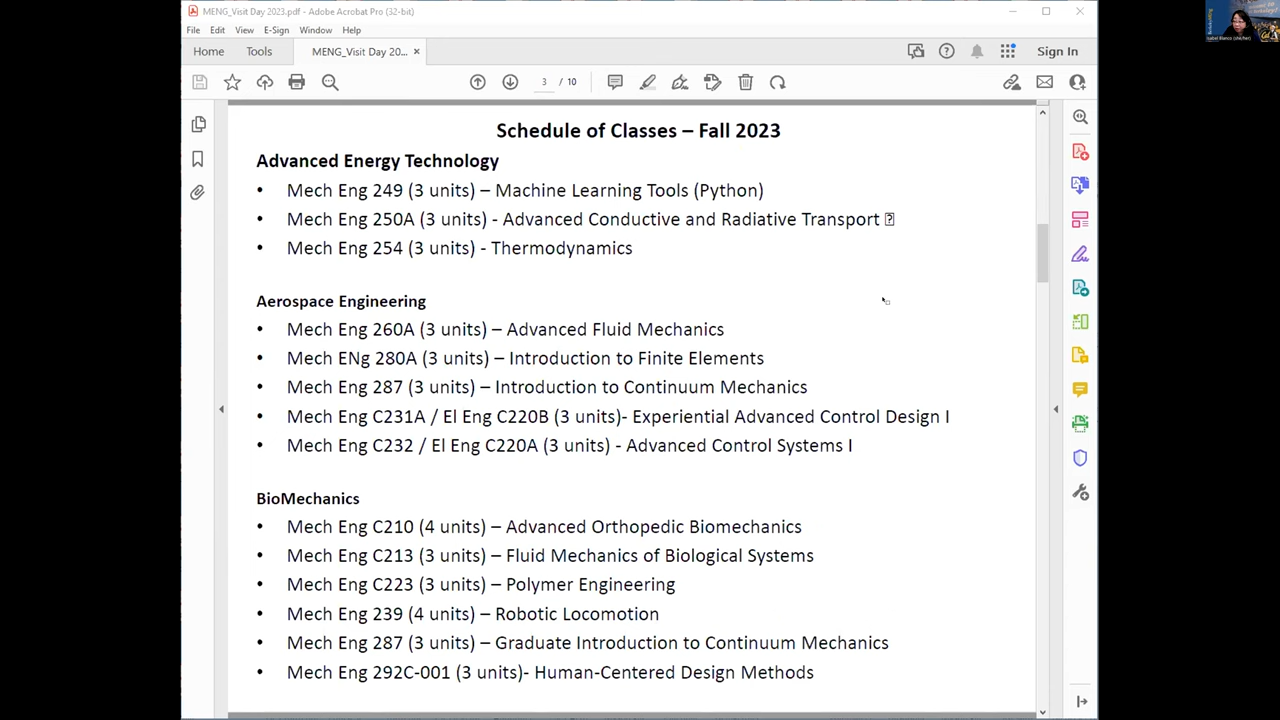 MENG_Visit Day 2023.pdf - Adobe Acrobat Pro (32-bit)
File Edit View E-Sign Window Help
Home Tools MENG_Visit Day 20... × Sign In
3 / 10
Schedule of Classes – Fall 2023
Advanced Energy Technology
• Mech Eng 249 (3 units) – Machine Learning Tools (Python)
• Mech Eng 250A (3 units) - Advanced Conductive and Radiative Transport
• Mech Eng 254 (3 units) - Thermodynamics
Aerospace Engineering
• Mech Eng 260A (3 units) – Advanced Fluid Mechanics
• Mech ENg 280A (3 units) – Introduction to Finite Elements
• Mech Eng 287 (3 units) – Introduction to Continuum Mechanics
• Mech Eng C231A / El Eng C220B (3 units)- Experiential Advanced Control Design I
• Mech Eng C232 / El Eng C220A (3 units) - Advanced Control Systems I
BioMechanics
• Mech Eng C210 (4 units) – Advanced Orthopedic Biomechanics
• Mech Eng C213 (3 units) – Fluid Mechanics of Biological Systems
• Mech Eng C223 (3 units) – Polymer Engineering
• Mech Eng 239 (4 units) – Robotic Locomotion
• Mech Eng 287 (3 units) – Graduate Introduction to Continuum Mechanics
• Mech Eng 292C-001 (3 units)- Human-Centered Design Methods
Isabel Blanco (she/her)
Cal